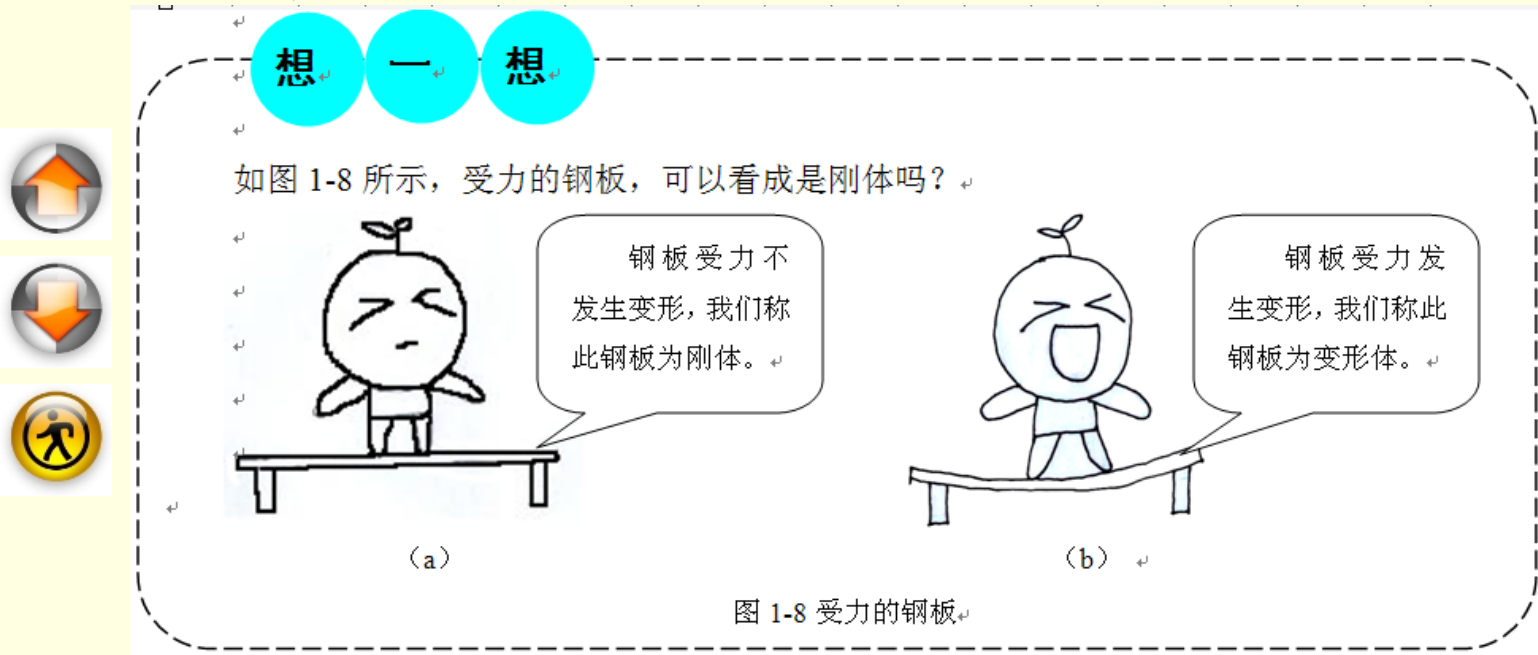 想一想
如图 1-8 所示，受力的钢板，可以看成是刚体吗？
钢板受力不
发生变形，我们称
此钢板为刚体。
钢板受力发
生变形，我们称此
钢板为变形体。
（a）
（b）
图 1-8 受力的钢板